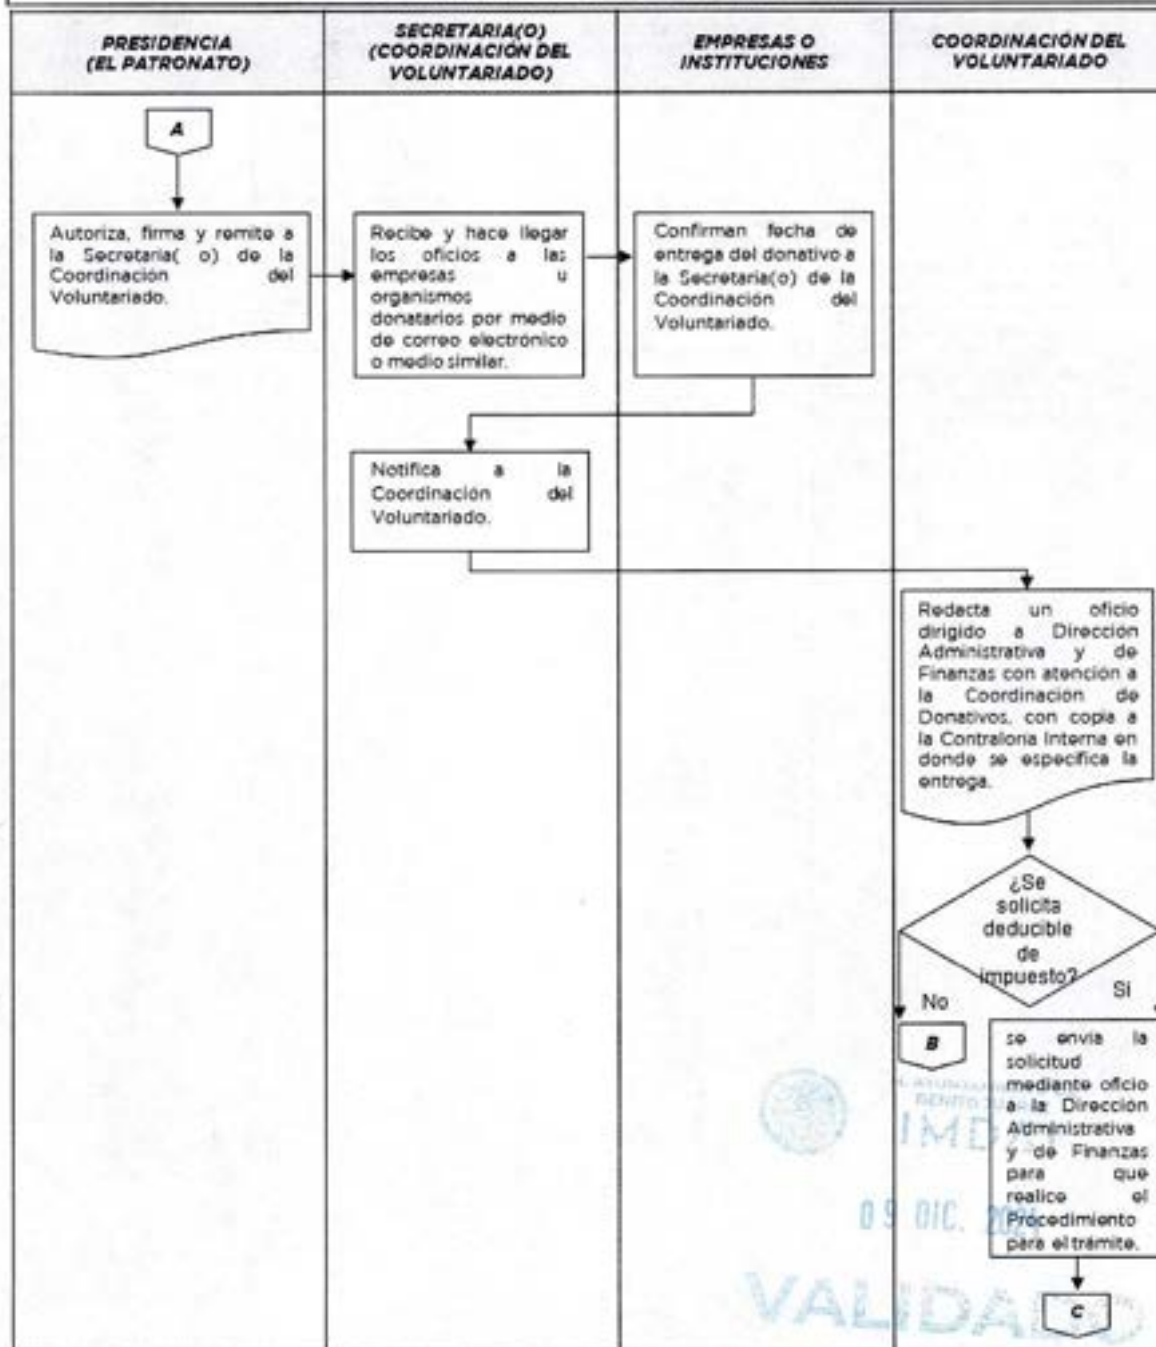 PRESIDENCIA
(EL PATRONATO)
SECRETARIA(O)
(COORDINACIÓN DEL
VOLUNTARIADO)
EMPRESAS O
INSTITUCIONES
COORDINACIÓN DEL
VOLUNTARIADO
A
Autoriza, firma y remite a
la Secretaria( o) de la
Coordinación del
Voluntariado.
Recibe y hace llegar
los oficios a las
empresas u
organismos
donatarios por medio
de correo electrónico
o medio similar.
Confirman fecha de
entrega del donativo a
la Secretaria(o) de la
Coordinación del
Voluntariado.
Notifica a la
Coordinación del
Voluntariado.
Redacta un oficio
dirigido a Dirección
Administrativa y de
Finanzas con atención a
la Coordinación de
Donativos, con copia a
la Contraloría Interna en
donde se especifica la
entrega.
¿Se
solicita
deducible
de
impuesto?
No
Si
B
se envía la
solicitud
mediante oficio
a la Dirección
Administrativa
y de Finanzas
para que
realice el
Procedimiento
para el trámite.
C
09 DIC. 2021
VALIDADO